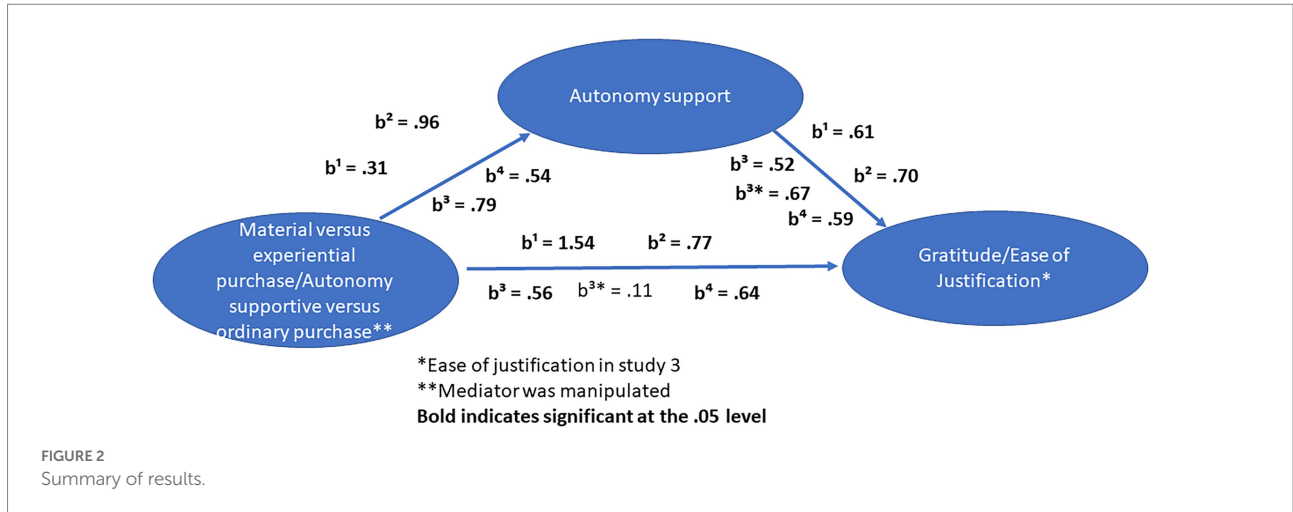 Autonomy support
b² = .96
b¹ = .31
b⁴ = .54
b³ = .79
b¹ = .61
b³ = .52
b² = .70
b³* = .67
b⁴ = .59
Material versus
experiential
purchase/Autonomy
supportive versus
ordinary purchase**
b¹ = 1.54 b² = .77
b³ = .56 b³* = .11 b⁴ = .64
Gratitude/Ease of
Justification*
*Ease of justification in study 3
**Mediator was manipulated
Bold indicates significant at the .05 level
FIGURE 2
Summary of results.